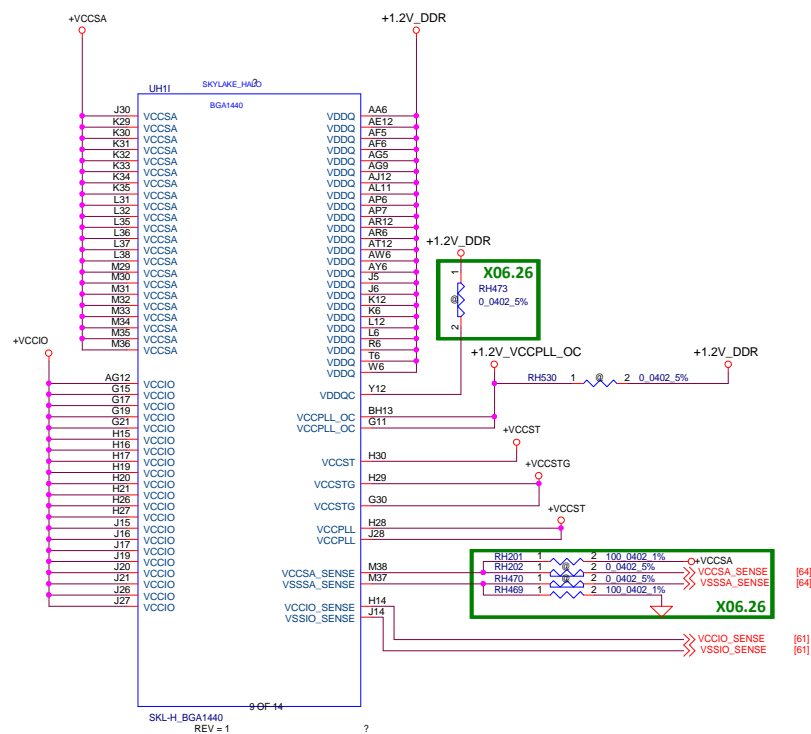 +VCCSA +1.2V_DDR
UH1I SKYLAKE_HALO ?
BGA1440
J30 VCCSA VDDQ AA6
K29 VCCSA VDDQ AE12
K30 VCCSA VDDQ AF5
K31 VCCSA VDDQ AF6
K32 VCCSA VDDQ AG5
K33 VCCSA VDDQ AG9
K34 VCCSA VDDQ AJ12
K35 VCCSA VDDQ AL11
L31 VCCSA VDDQ AP6
L32 VCCSA VDDQ AP7
L35 VCCSA VDDQ AR12
L36 VCCSA VDDQ AR6
L37 VCCSA VDDQ AT12
L38 VCCSA VDDQ AW6
M29 VCCSA VDDQ AY6
M30 VCCSA VDDQ J5
M31 VCCSA VDDQ J6
M32 VCCSA VDDQ K12
M33 VCCSA VDDQ K6
M34 VCCSA VDDQ L12
M35 VCCSA VDDQ L6
M36 VCCSA VDDQ R6
VDDQ T6
VDDQ W6
+1.2V_DDR
X06.26
1 RH473
@ 0_0402_5%
2
+VCCIO
+1.2V_VCCPLL_OC +1.2V_DDR
RH530 1 @ 2 0_0402_5%
AG12 VCCIO
G15 VCCIO VDDQC Y12
G17 VCCIO
G19 VCCIO VCCPLL_OC BH13
G21 VCCIO VCCPLL_OC G11
H15 VCCIO +VCCST
H16 VCCIO
H17 VCCIO VCCST H30
H19 VCCIO +VCCSTG
H20 VCCIO VCCSTG H29
H21 VCCIO
H26 VCCIO VCCSTG G30
H27 VCCIO +VCCST
J15 VCCIO VCCPLL H28
J16 VCCIO VCCPLL J28
J17 VCCIO
J19 VCCIO RH201 1 2 100_0402_1% +VCCSA
J20 VCCIO VCCSA_SENSE M38 RH202 1 @ 2 0_0402_5% VCCSA_SENSE [64]
J21 VCCIO VSSSA_SENSE M37 RH470 1 @ 2 0_0402_5% VSSSA_SENSE [64]
J26 VCCIO RH469 1 2 100_0402_1%
J27 VCCIO VCCIO_SENSE H14 X06.26
VSSIO_SENSE J14
VCCIO_SENSE [61]
VSSIO_SENSE [61]
9 OF 14
SKL-H_BGA1440
REV = 1 ?